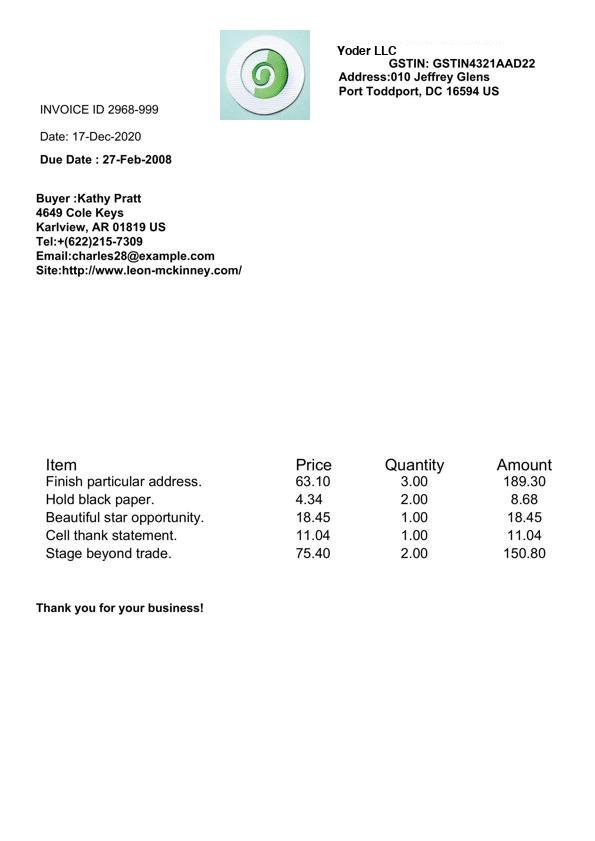 Yoder LLC
GSTIN: GSTIN4321AAD22
Address:010 Jeffrey Glens
Port Toddport, DC 16594 US
INVOICE ID 2968-999
Date: 17-Dec-2020
Due Date : 27-Feb-2008
Buyer :Kathy Pratt
4649 Cole Keys
Karlview, AR 01819 US
Tel:+(622)215-7309
Email:charles28@example.com
Site:http://www.leon-mckinney.com/
Item Price Quantity Amount
Finish particular address. 63.10 3.00 189.30
Hold black paper. 4.34 2.00 8.68
Beautiful star opportunity. 18.45 1.00 18.45
Cell thank statement. 11.04 1.00 11.04
Stage beyond trade. 75.40 2.00 150.80
Thank you for your business!